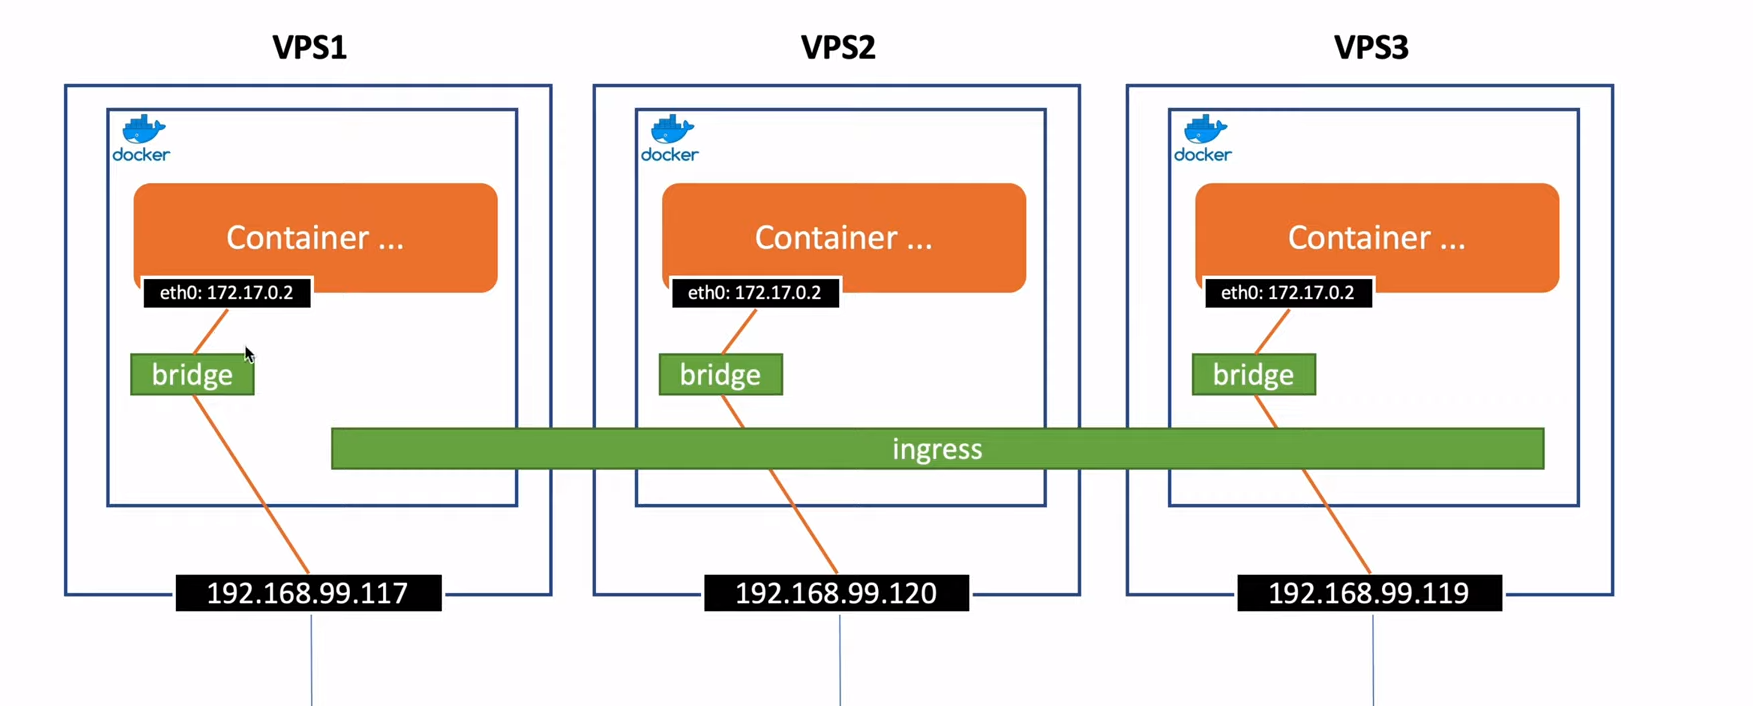 VPS1
VPS2
VPS3
docker
docker
docker
Container ...
Container ...
Container ...
eth0: 172.17.0.2
eth0: 172.17.0.2
eth0: 172.17.0.2
bridge
bridge
bridge
ingress
192.168.99.117
192.168.99.120
192.168.99.119